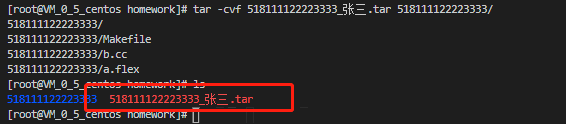 [root@VM_0_5_centos homework]# tar -cvf 518111122223333_张三.tar 518111122223333/
518111122223333/
518111122223333/Makefile
518111122223333/b.cc
518111122223333/a.flex
[root@VM_0_5_centos homework]# ls
518111122223333  518111122223333_张三.tar
[root@VM_0_5_centos homework]#